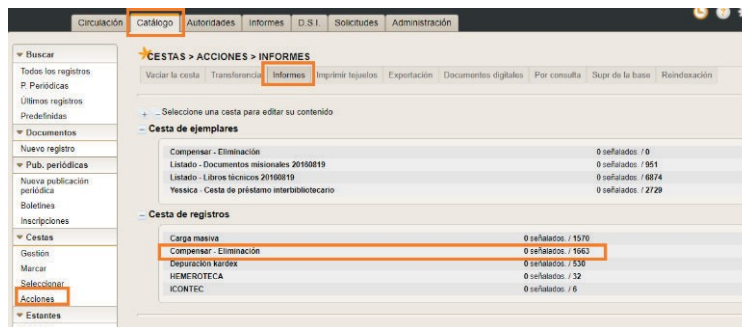 Circulación Catálogo Autoridades Informes D.S.I. Solicitudes Administración
Buscar
Todos los registros
P. Periódicas
Últimos registros
Predefinidas
Documentos
Nuevo registro
Pub. periódicas
Nueva publicación
periódica
Boletines
Inscripciones
Cestas
Gestión
Marcar
Seleccionar
Acciones
Estantes
CESTAS > ACCIONES > INFORMES
Vaciar la cesta Transferencia Informes Imprimir tejuelos Exportación Documentos digitales Por consulta Supr de la base Reindexación
Seleccione una cesta para editar su contenido
Cesta de ejemplares
Compensar - Eliminación 0 señalados. / 0
Listado - Documentos misionales 20160819 0 señalados. / 951
Listado - Libros técnicos 20160819 0 señalados. / 6874
Yessica - Cesta de préstamo interbibliotecario 0 señalados. / 2729
Cesta de registros
Carga masiva 0 señalados. / 1570
Compensar - Eliminación 0 señalados. / 1663
Depuración kardex 0 señalados. / 530
HEMEROTECA 0 señalados. / 32
ICONTEC 0 señalados. / 6